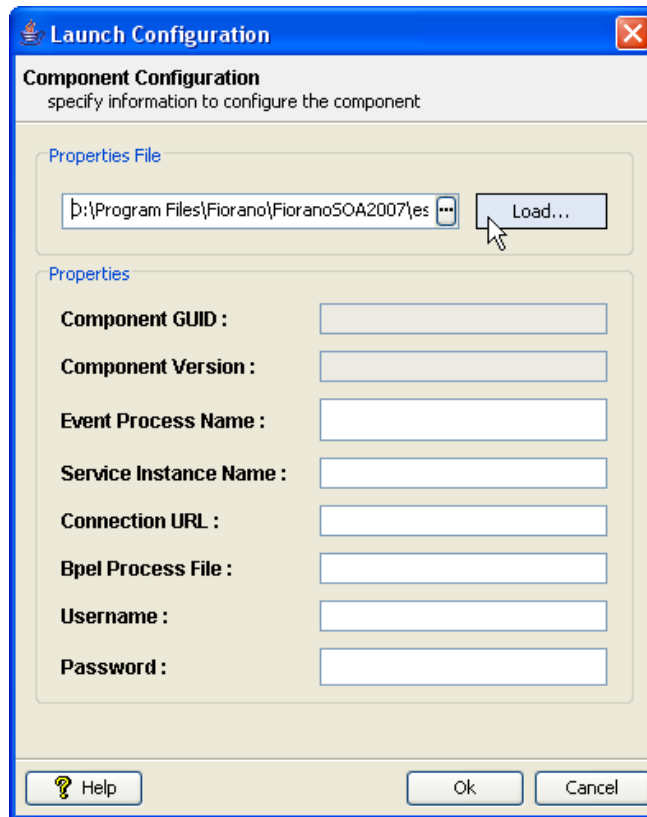 Launch Configuration
Component Configuration
specify information to configure the component
Properties File
D:\Program Files\Fiorano\FioranoSOA2007\es
Load...
Properties
Component GUID :
Component Version :
Event Process Name :
Service Instance Name :
Connection URL :
Bpel Process File :
Username :
Password :
? Help
Ok
Cancel